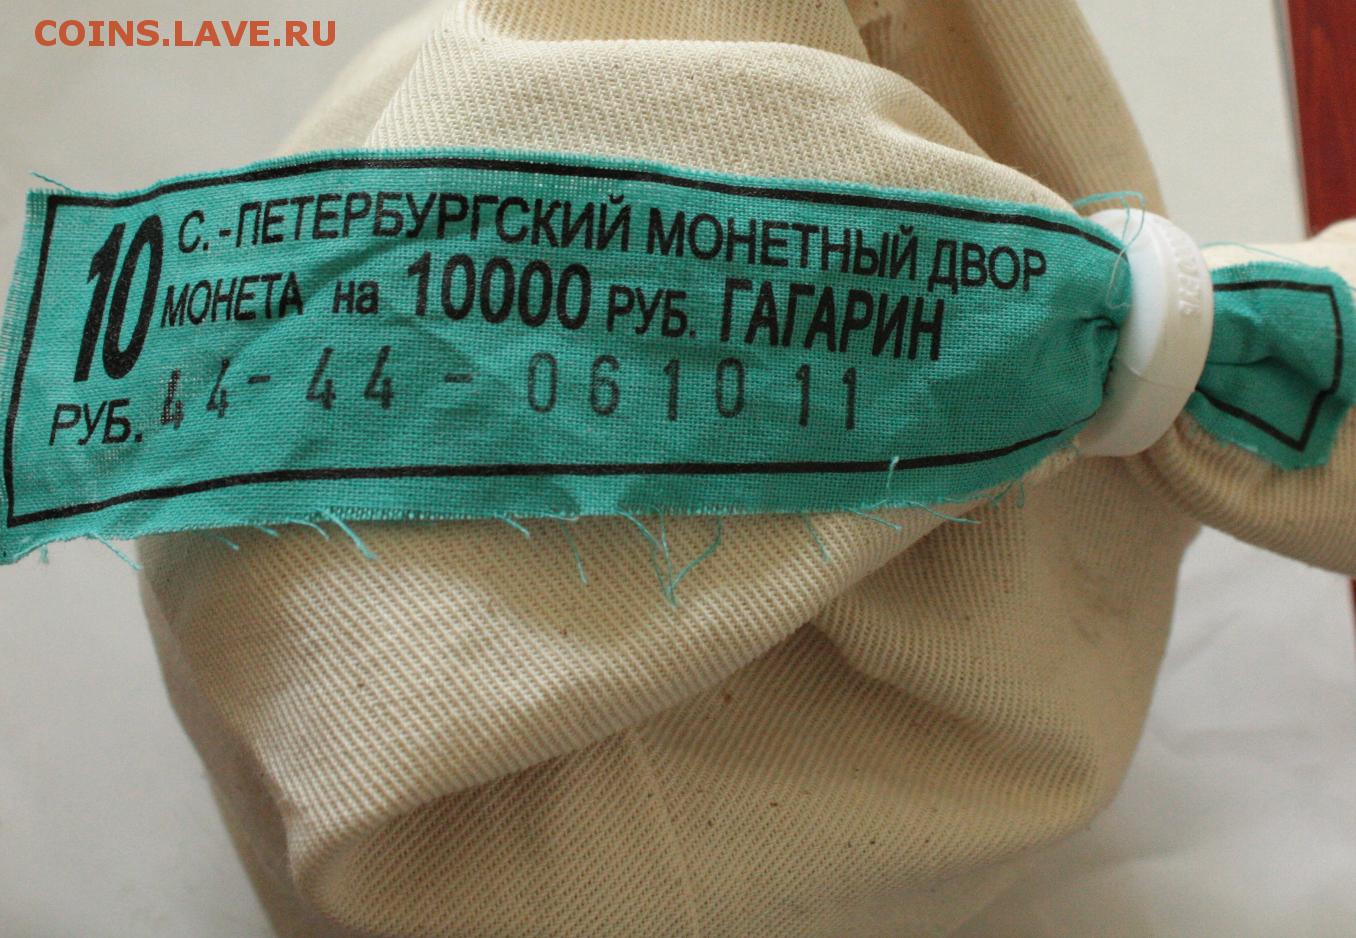 COINS.LAVE.RU
10 С.-ПЕТЕРБУРГСКИЙ МОНЕТНЫЙ ДВОР
МОНЕТА на 10000 РУБ. ГАГАРИН
РУБ. 44-44 - 061011